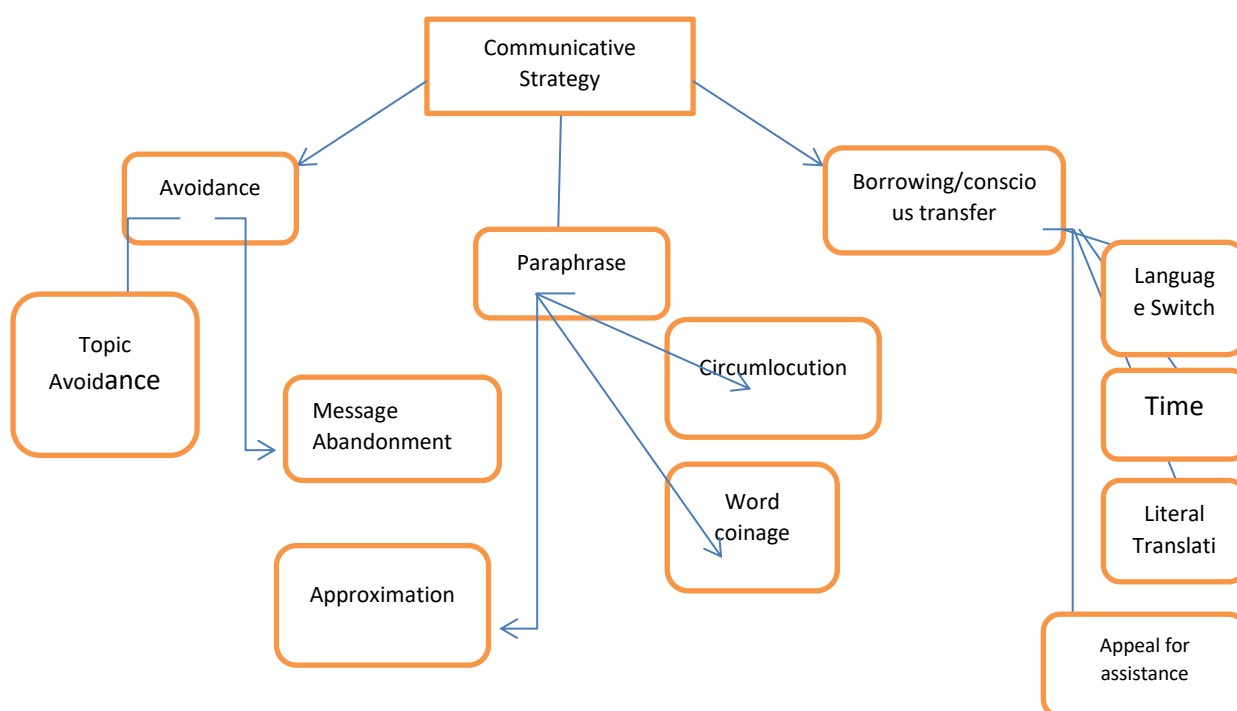 Communicative
Strategy
Avoidance
Borrowing/conscio
us transfer
Paraphrase
Languag
e Switch
Topic
Avoidance
Circumlocution
Message
Abandonment
Time
Word
coinage
Literal
Translati
Approximation
Appeal for
assistance